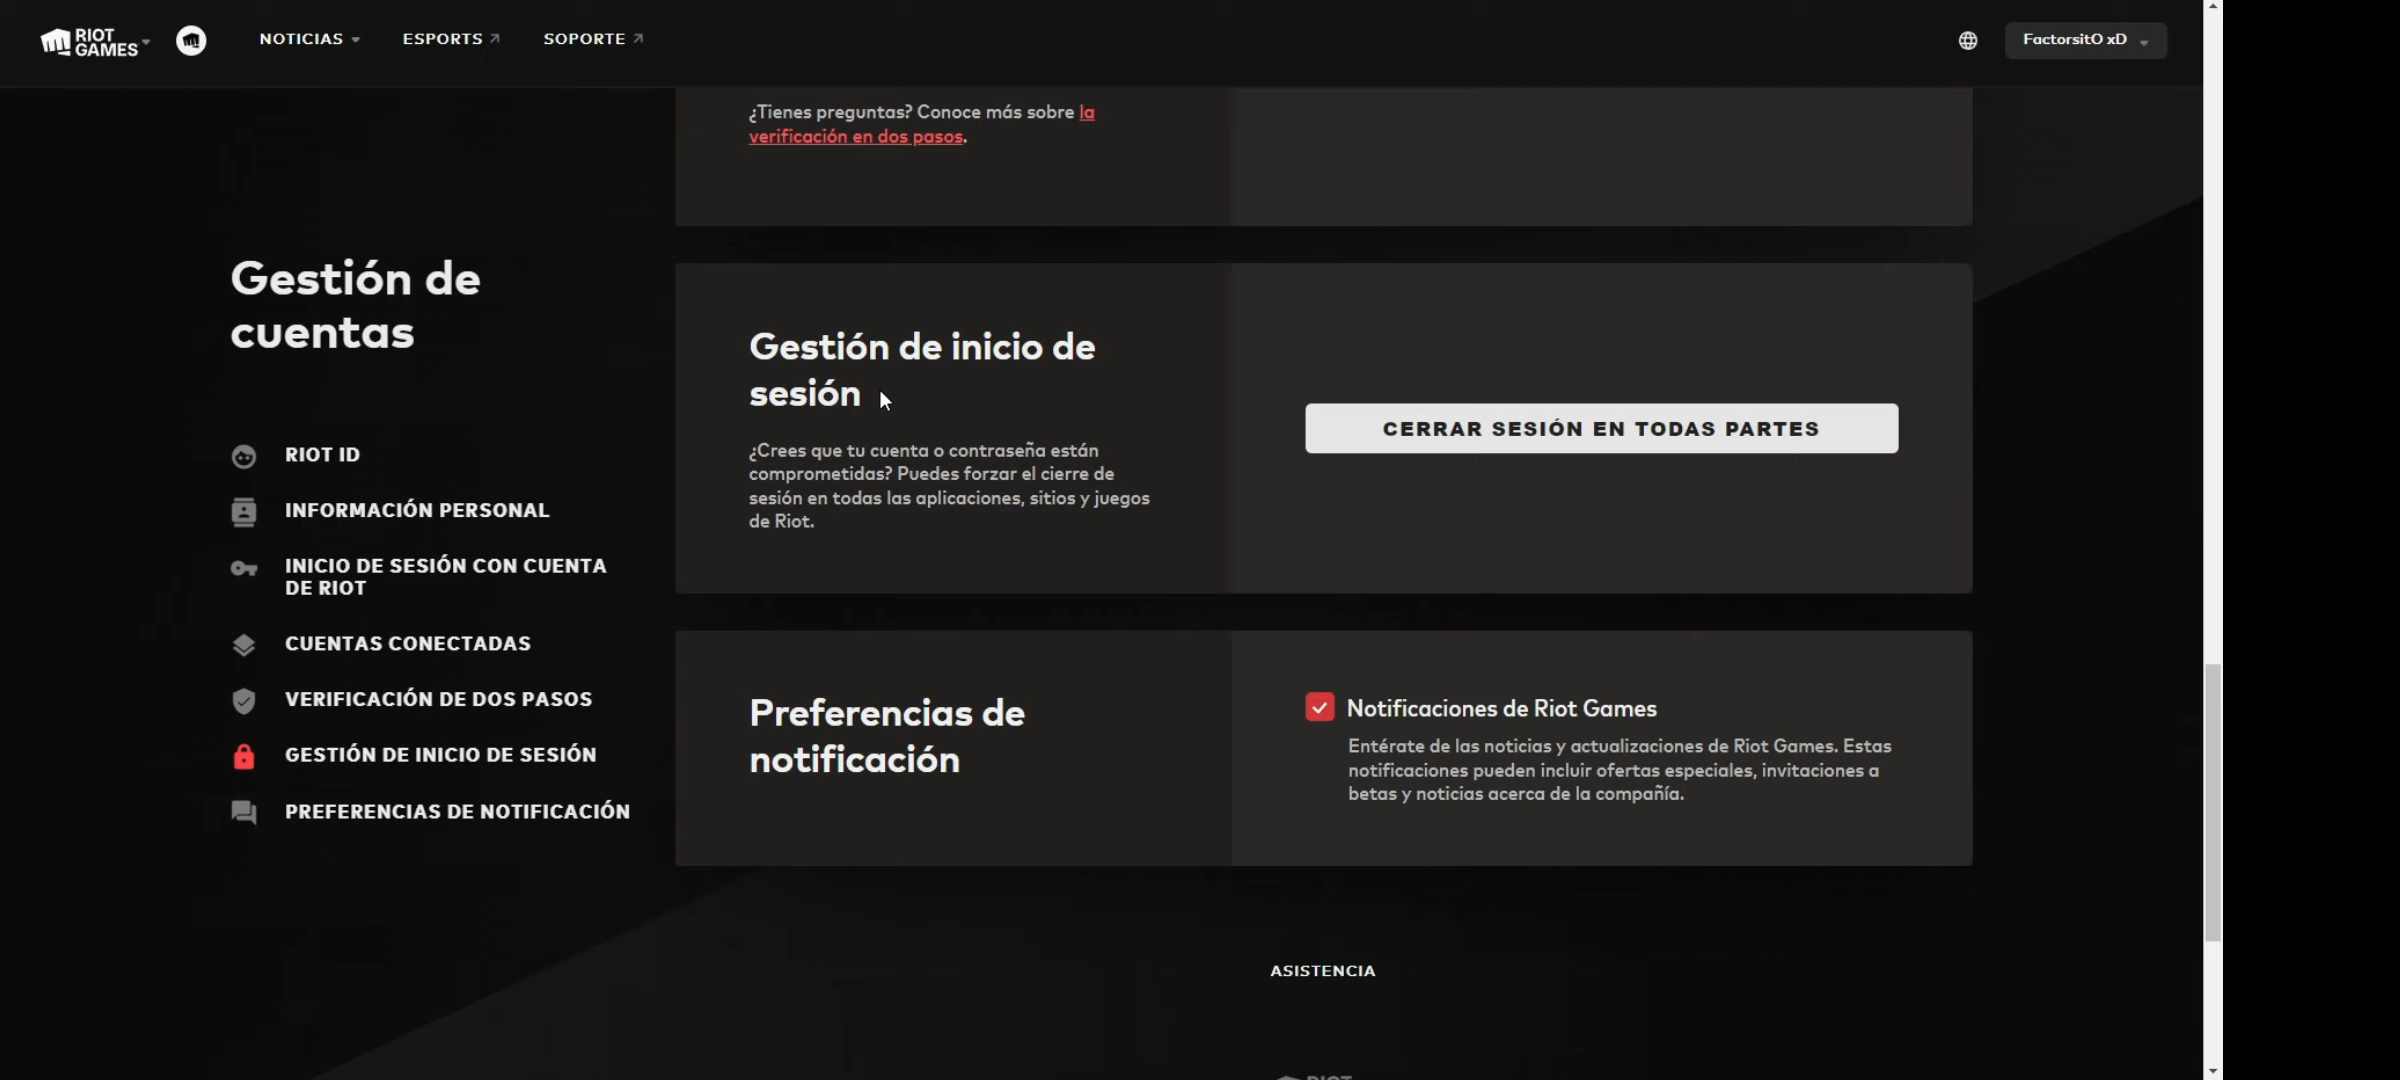 RIOT
GAMES
NOTICIAS
ESPORTS
SOPORTE
FactorsitO xD
¿Tienes preguntas? Conoce más sobre la
verificación en dos pasos.
Gestión de
cuentas
RIOT ID
INFORMACIÓN PERSONAL
INICIO DE SESIÓN CON CUENTA
DE RIOT
CUENTAS CONECTADAS
VERIFICACIÓN DE DOS PASOS
GESTIÓN DE INICIO DE SESIÓN
PREFERENCIAS DE NOTIFICACIÓN
Gestión de inicio de
sesión
¿Crees que tu cuenta o contraseña están
comprometidas? Puedes forzar el cierre de
sesión en todas las aplicaciones, sitios y juegos
de Riot.
CERRAR SESIÓN EN TODAS PARTES
Preferencias de
notificación
Notificaciones de Riot Games
Entérate de las noticias y actualizaciones de Riot Games. Estas
notificaciones pueden incluir ofertas especiales, invitaciones a
betas y noticias acerca de la compañía.
ASISTENCIA
RIOT